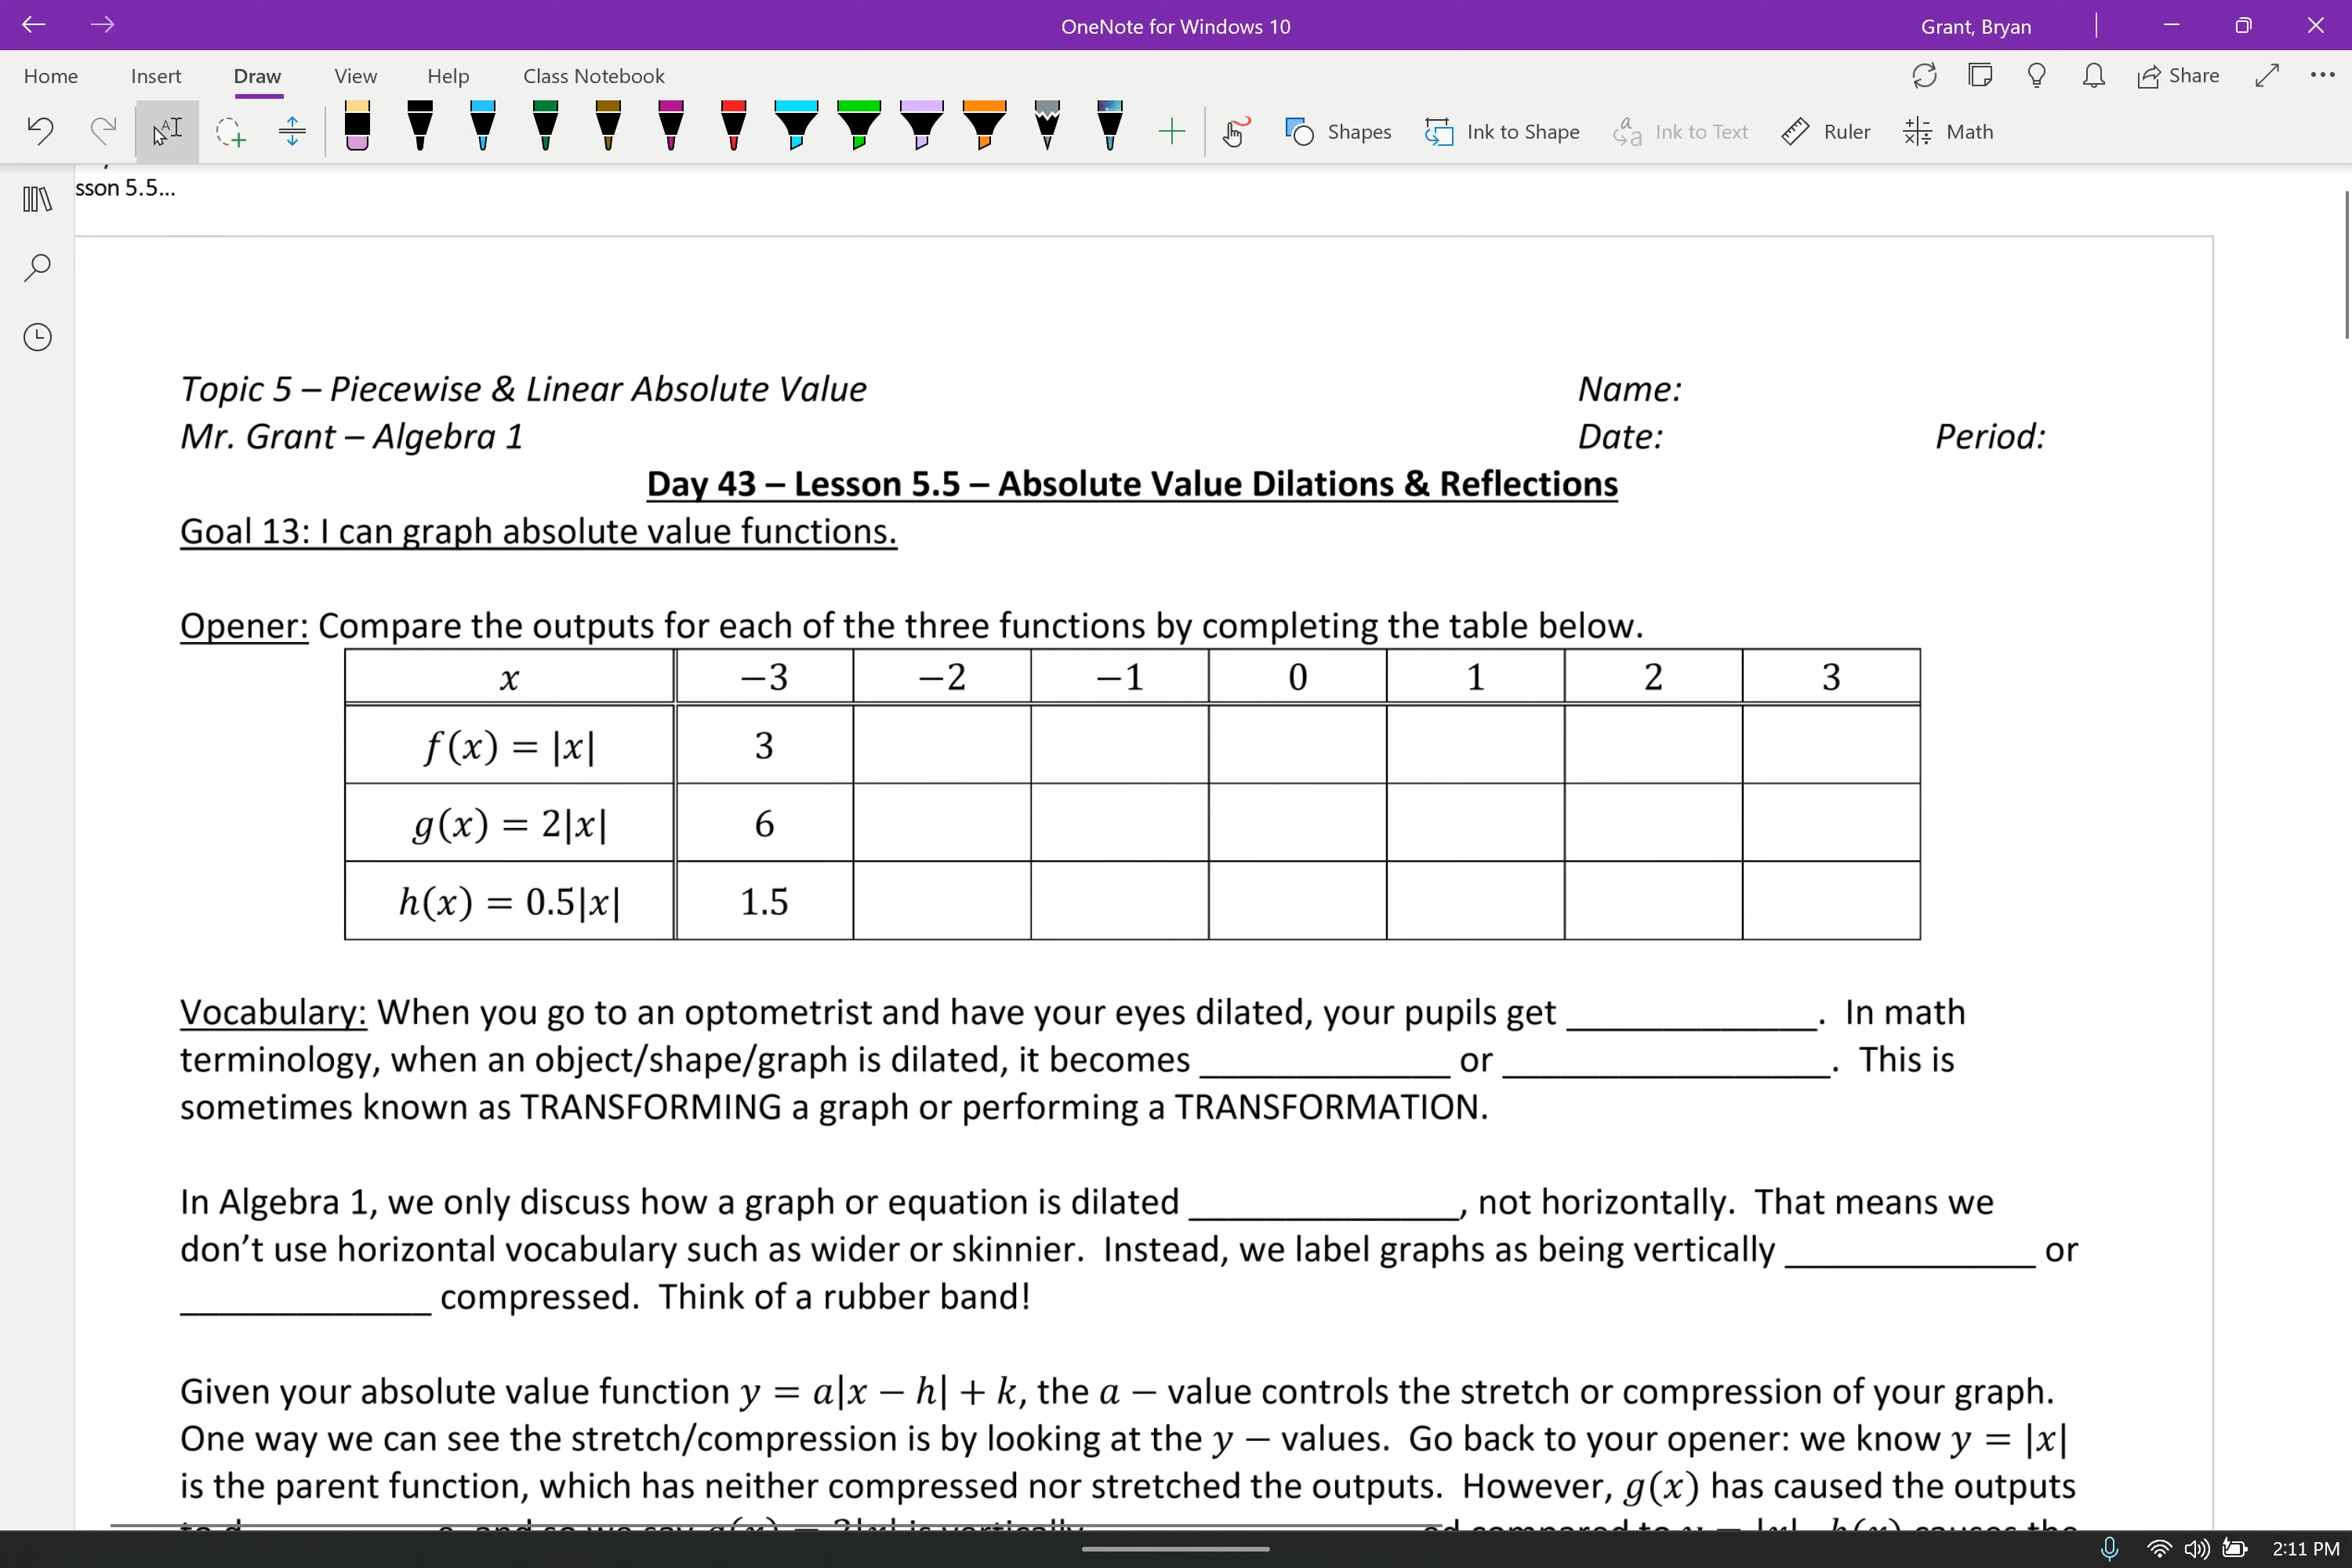 OneNote for Windows 10
Grant, Bryan
Home Insert Draw View Help Class Notebook
Share
Shapes Ink to Shape Ink to Text Ruler Math
sson 5.5...
Topic 5 – Piecewise & Linear Absolute Value Name:
Mr. Grant – Algebra 1 Date: Period:
Day 43 – Lesson 5.5 – Absolute Value Dilations & Reflections
Goal 13: I can graph absolute value functions.
Opener: Compare the outputs for each of the three functions by completing the table below.
x −3 −2 −1 0 1 2 3
f(x) = |x| 3
g(x) = 2|x| 6
h(x) = 0.5|x| 1.5
Vocabulary: When you go to an optometrist and have your eyes dilated, your pupils get _____________. In math
terminology, when an object/shape/graph is dilated, it becomes _____________ or _________________. This is
sometimes known as TRANSFORMING a graph or performing a TRANSFORMATION.
In Algebra 1, we only discuss how a graph or equation is dilated ______________, not horizontally. That means we
don't use horizontal vocabulary such as wider or skinnier. Instead, we label graphs as being vertically _____________ or
_____________ compressed. Think of a rubber band!
Given your absolute value function y = a|x − h| + k, the a − value controls the stretch or compression of your graph.
One way we can see the stretch/compression is by looking at the y − values. Go back to your opener: we know y = |x|
is the parent function, which has neither compressed nor stretched the outputs. However, g(x) has caused the outputs
2:11 PM